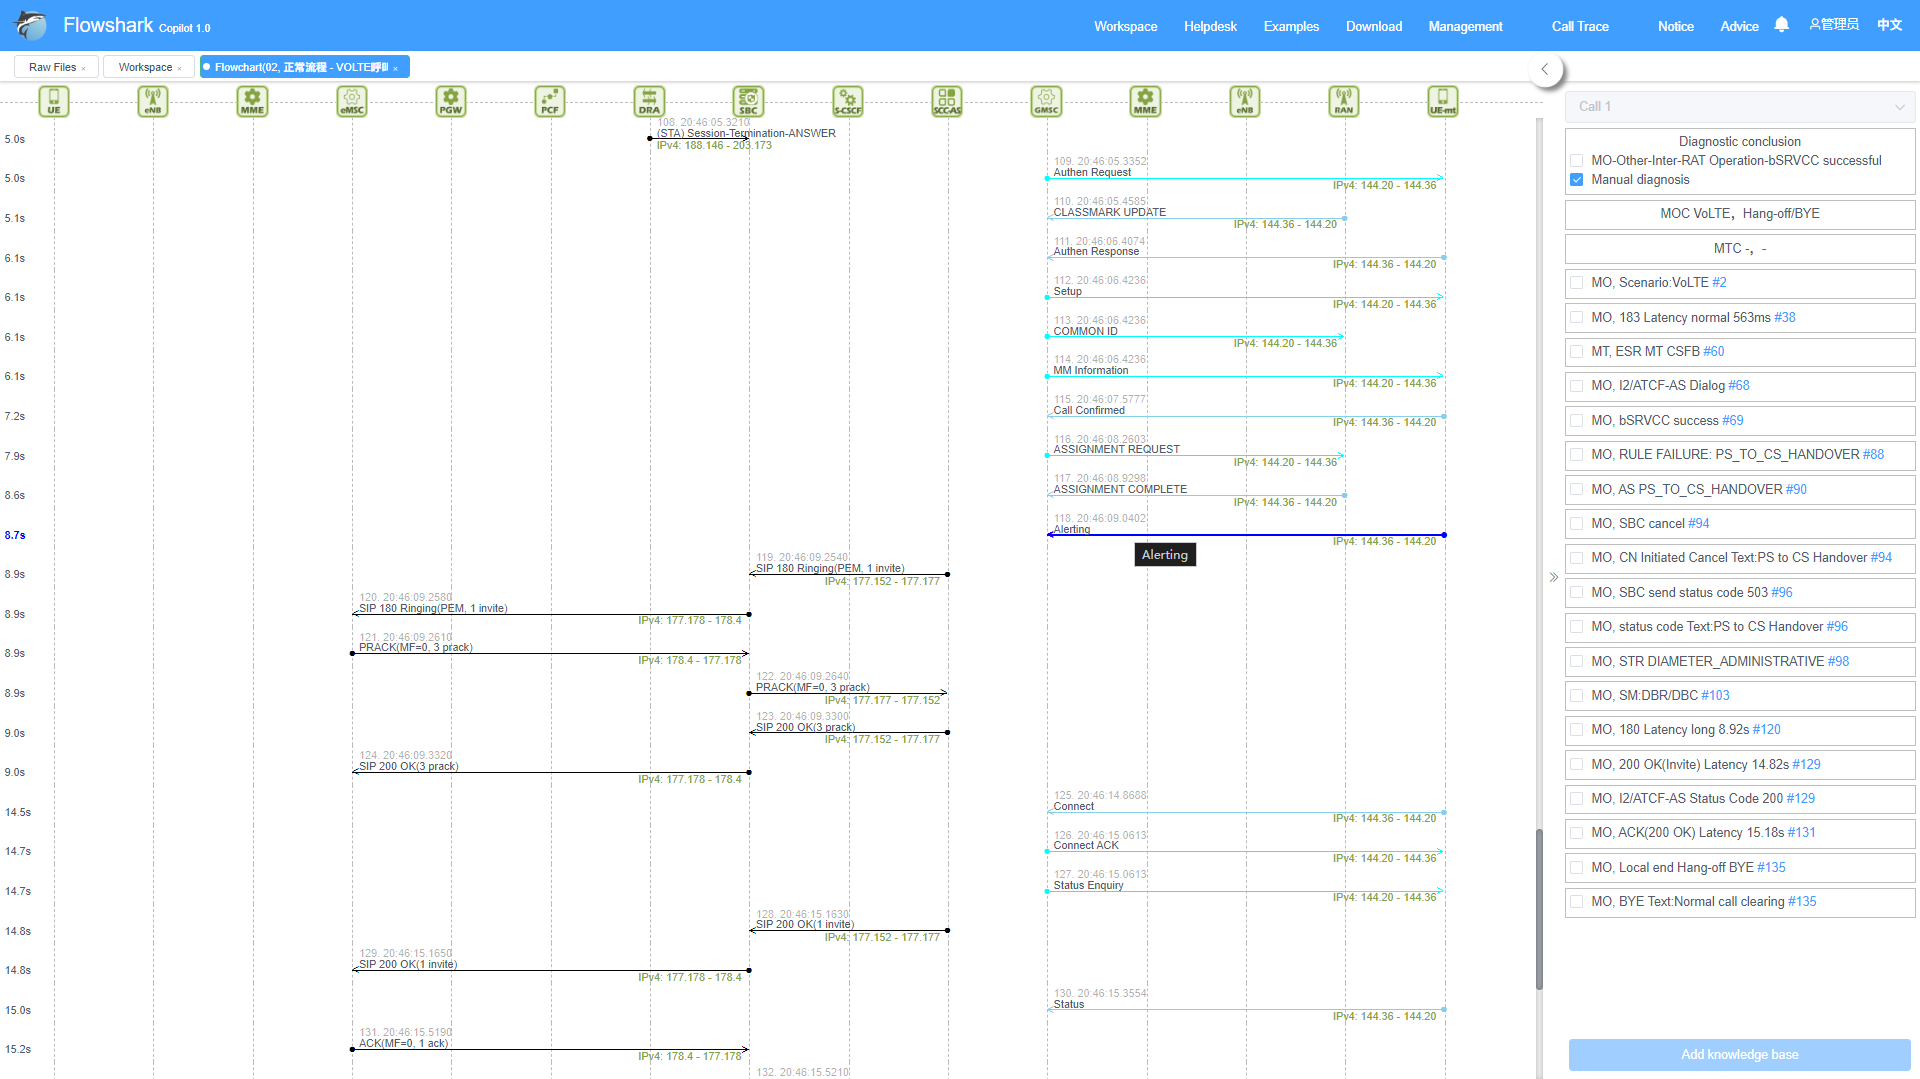 Flowshark Copilot 1.0
Workspace Helpdesk Examples Download Management Call Trace Notice Advice 管理员 中文
Raw Files × Workspace × Flowchart(02, 正常流程 - VOLTE呼 ×
UE eNB MME eMSC PGW PCF DRA SBC S-CSCF SCC-AS GMSC MME eNB RAN UE-mt
108. 20:46:05.3210
5.0s (STA) Session-Termination-ANSWER
IPv4: 188.146 - 203.173
109. 20:46:05.3352
5.0s Authen Request
IPv4: 144.20 - 144.36
110. 20:46:05.4585
5.1s CLASSMARK UPDATE
IPv4: 144.36 - 144.20
111. 20:46:06.4074
6.1s Authen Response
IPv4: 144.36 - 144.20
112. 20:46:06.4236
6.1s Setup
IPv4: 144.20 - 144.36
113. 20:46:06.4236
6.1s COMMON ID
IPv4: 144.20 - 144.36
114. 20:46:06.4236
6.1s MM Information
IPv4: 144.20 - 144.36
115. 20:46:07.5777
7.2s Call Confirmed
IPv4: 144.36 - 144.20
116. 20:46:08.2603
7.9s ASSIGNMENT REQUEST
IPv4: 144.20 - 144.36
117. 20:46:08.9298
8.6s ASSIGNMENT COMPLETE
IPv4: 144.36 - 144.20
118. 20:46:09.0402
8.7s Alerting
IPv4: 144.36 - 144.20
Alerting
119. 20:46:09.2540
8.9s SIP 180 Ringing(PEM, 1 invite)
IPv4: 177.152 - 177.177
120. 20:46:09.2580
8.9s SIP 180 Ringing(PEM, 1 invite)
IPv4: 177.178 - 178.4
121. 20:46:09.2610
8.9s PRACK(MF=0, 3 prack)
IPv4: 178.4 - 177.178
122. 20:46:09.2640
8.9s PRACK(MF=0, 3 prack)
IPv4: 177.177 - 177.152
123. 20:46:09.3300
9.0s SIP 200 OK(3 prack)
IPv4: 177.152 - 177.177
124. 20:46:09.3320
9.0s SIP 200 OK(3 prack)
IPv4: 177.178 - 178.4
125. 20:46:14.8688
14.5s Connect
IPv4: 144.36 - 144.20
126. 20:46:15.0613
14.7s Connect ACK
IPv4: 144.20 - 144.36
127. 20:46:15.0613
14.7s Status Enquiry
IPv4: 144.20 - 144.36
128. 20:46:15.1630
14.8s SIP 200 OK(1 invite)
IPv4: 177.152 - 177.177
129. 20:46:15.1650
14.8s SIP 200 OK(1 invite)
IPv4: 177.178 - 178.4
130. 20:46:15.3554
15.0s Status
IPv4: 144.36 - 144.20
131. 20:46:15.5190
15.2s ACK(MF=0, 1 ack)
IPv4: 178.4 - 177.178
132. 20:46:15.5210
Call 1
Diagnostic conclusion
MO-Other-Inter-RAT Operation-bSRVCC successful
Manual diagnosis
MOC VoLTE，Hang-off/BYE
MTC -，-
MO, Scenario:VoLTE #2
MO, 183 Latency normal 563ms #38
MT, ESR MT CSFB #60
MO, I2/ATCF-AS Dialog #68
MO, bSRVCC success #69
MO, RULE FAILURE: PS_TO_CS_HANDOVER #88
MO, AS PS_TO_CS_HANDOVER #90
MO, SBC cancel #94
MO, CN Initiated Cancel Text:PS to CS Handover #94
MO, SBC send status code 503 #96
MO, status code Text:PS to CS Handover #96
MO, STR DIAMETER_ADMINISTRATIVE #98
MO, SM:DBR/DBC #103
MO, 180 Latency long 8.92s #120
MO, 200 OK(Invite) Latency 14.82s #129
MO, I2/ATCF-AS Status Code 200 #129
MO, ACK(200 OK) Latency 15.18s #131
MO, Local end Hang-off BYE #135
MO, BYE Text:Normal call clearing #135
Add knowledge base